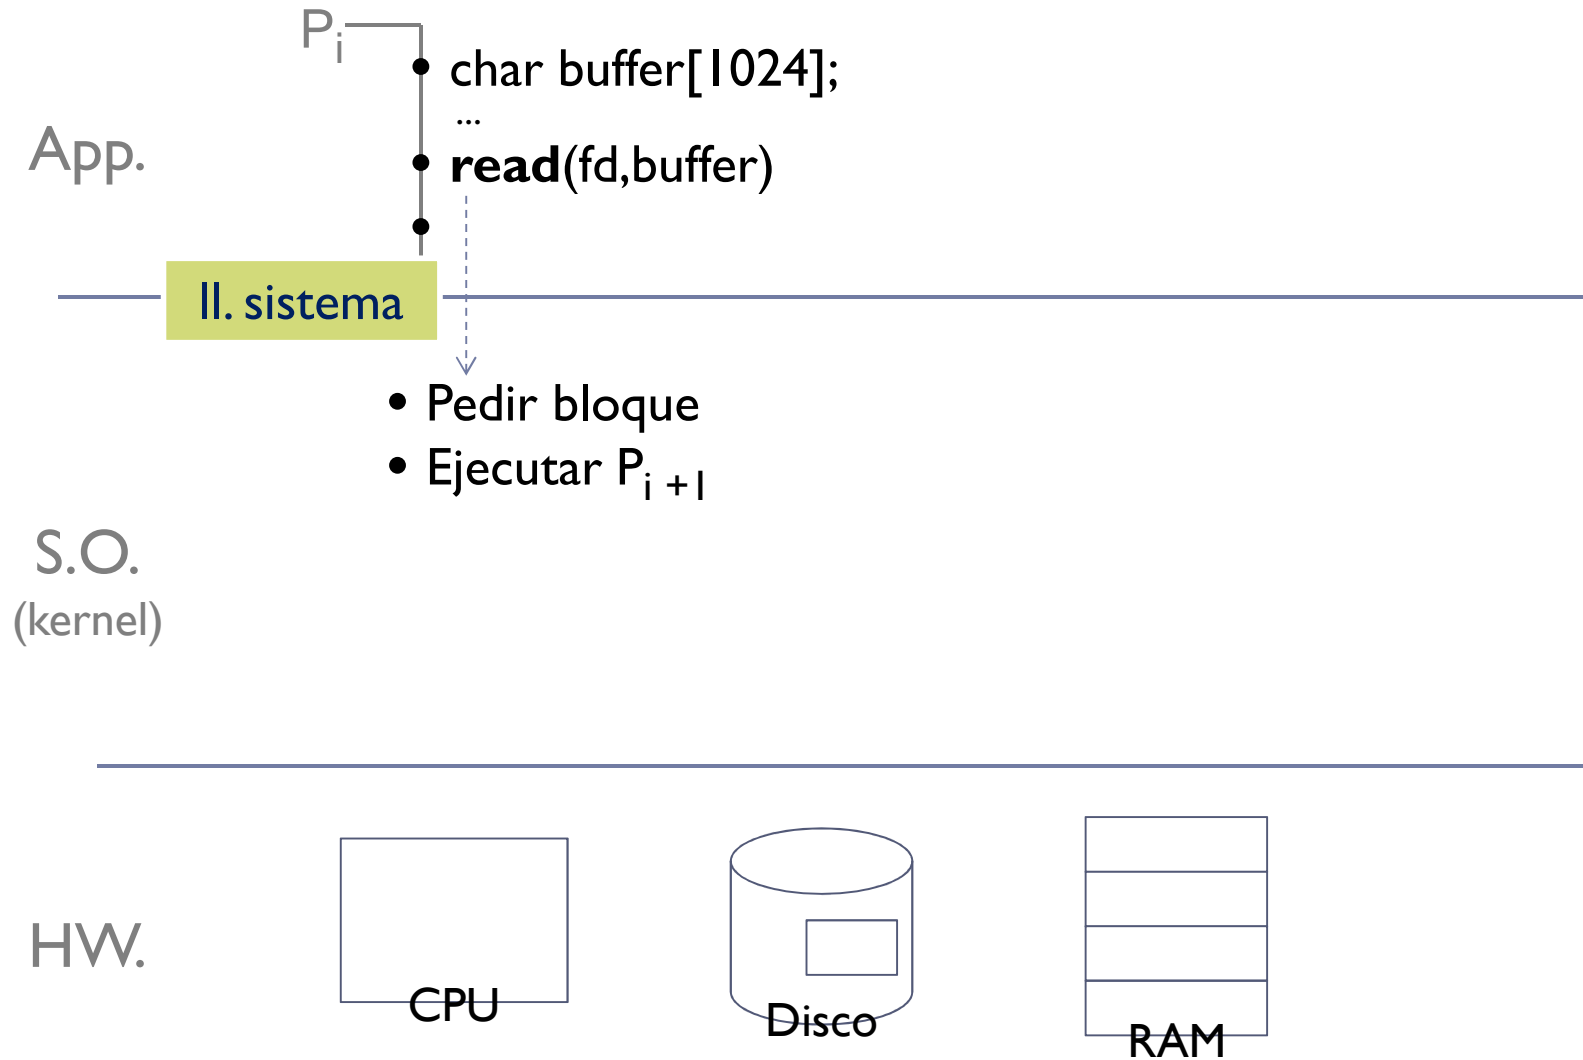 Pi
char buffer[1024];
...
App.
read(fd,buffer)
ll. sistema
• Pedir bloque
• Ejecutar Pi +1
S.O.
(kernel)
HW.
CPU
Disco
RAM